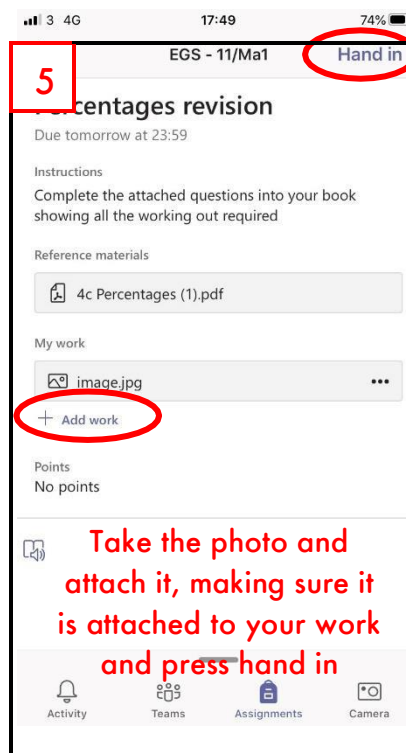 3 4G 17:49 74%
EGS - 11/Ma1 Hand in
5
centages revision
Due tomorrow at 23:59
Instructions
Complete the attached questions into your book
showing all the working out required
Reference materials
4c Percentages (1).pdf
My work
image.jpg •••
+ Add work
Points
No points
Take the photo and
attach it, making sure it
is attached to your work
and press hand in
Activity Teams Assignments Camera